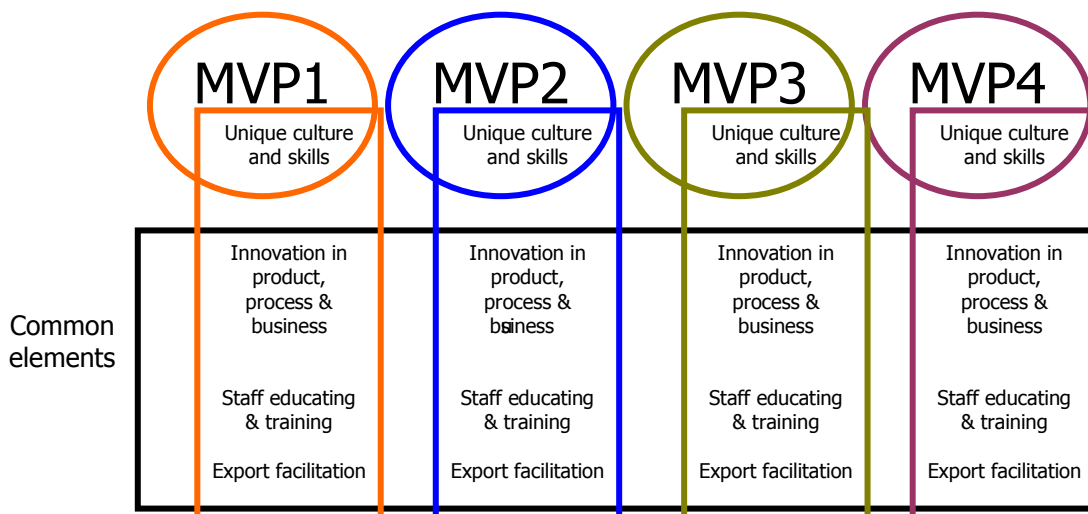 MVP1
Unique culture
and skills
Innovation in
product,
process &
business
Staff educating
& training
Export facilitation
MVP2
Unique culture
and skills
Innovation in
product,
process &
business
Staff educating
& training
Export facilitation
MVP3
Unique culture
and skills
Innovation in
product,
process &
business
Staff educating
& training
Export facilitation
MVP4
Unique culture
and skills
Innovation in
product,
process &
business
Staff educating
& training
Export facilitation
Common
elements